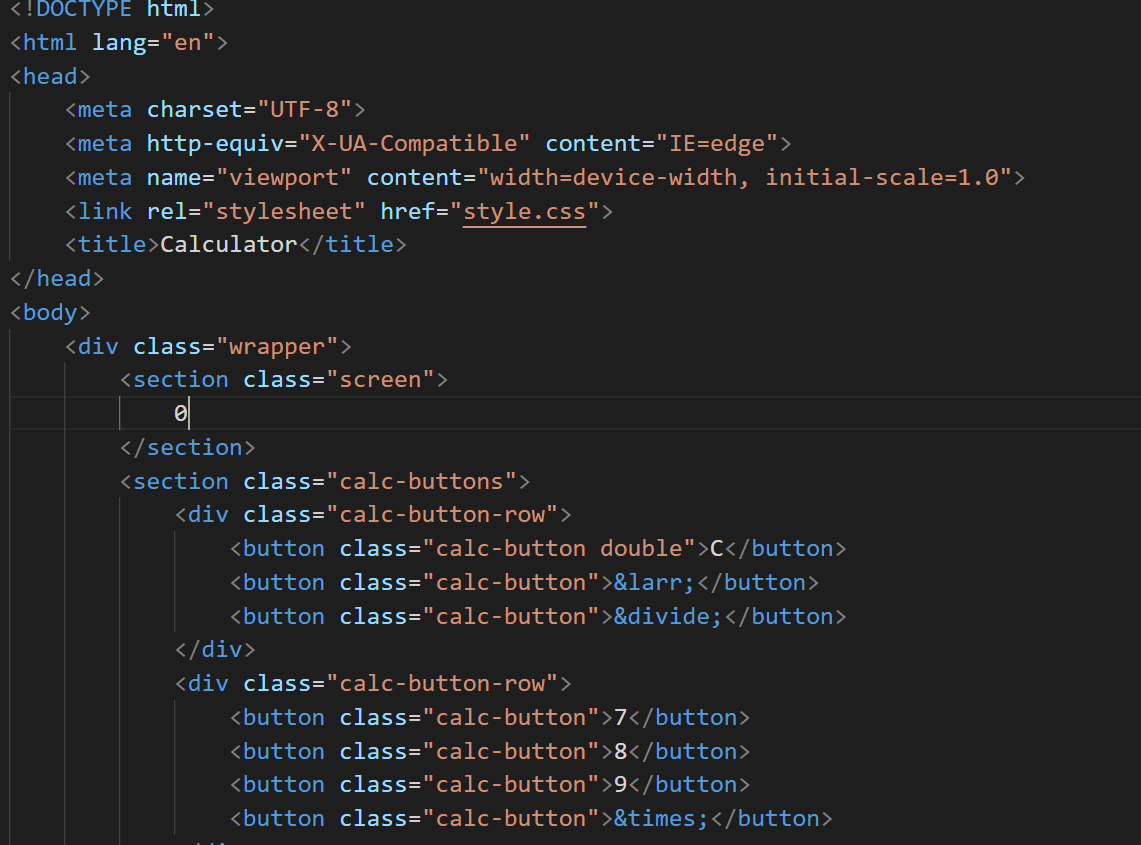 <!DOCTYPE html>
<html lang="en">
<head>
    <meta charset="UTF-8">
    <meta http-equiv="X-UA-Compatible" content="IE=edge">
    <meta name="viewport" content="width=device-width, initial-scale=1.0">
    <link rel="stylesheet" href="style.css">
    <title>Calculator</title>
</head>
<body>
    <div class="wrapper">
        <section class="screen">
            0
        </section>
        <section class="calc-buttons">
            <div class="calc-button-row">
                <button class="calc-button double">C</button>
                <button class="calc-button">&larr;</button>
                <button class="calc-button">&divide;</button>
            </div>
            <div class="calc-button-row">
                <button class="calc-button">7</button>
                <button class="calc-button">8</button>
                <button class="calc-button">9</button>
                <button class="calc-button">&times;</button>